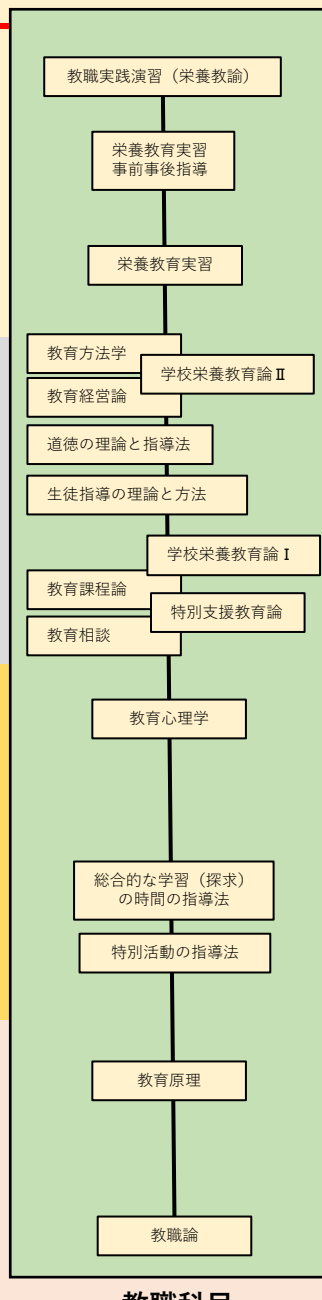 教職実践演習（栄養教諭）
栄養教育実習
事前事後指導
栄養教育実習
教育方法学
学校栄養教育論Ⅱ
教育経営論
道徳の理論と指導法
生徒指導の理論と方法
学校栄養教育論Ⅰ
教育課程論
特別支援教育論
教育相談
教育心理学
総合的な学習（探求）
の時間の指導法
特別活動の指導法
教育原理
教職論
教職科目